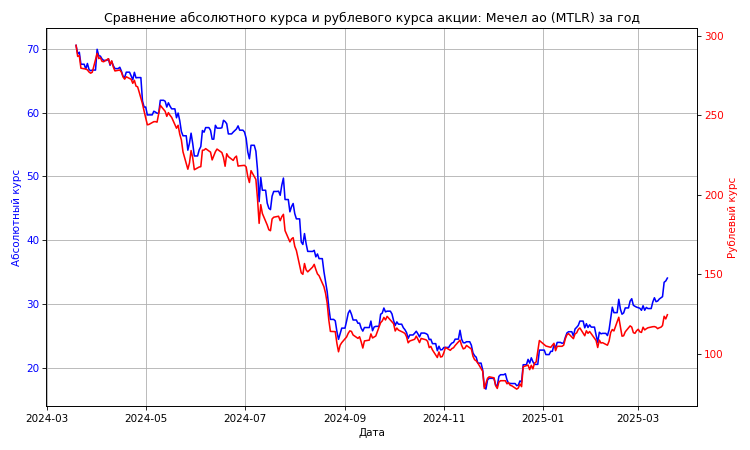 Сравнение абсолютного курса и рублевого курса акции: Мечел ао (MTLR) за год
Абсолютный курс
70
60
50
40
30
20
300
250
200
150
100
Рублевый курс
2024-03 2024-05 2024-07 2024-09 2024-11 2025-01 2025-03
Дата